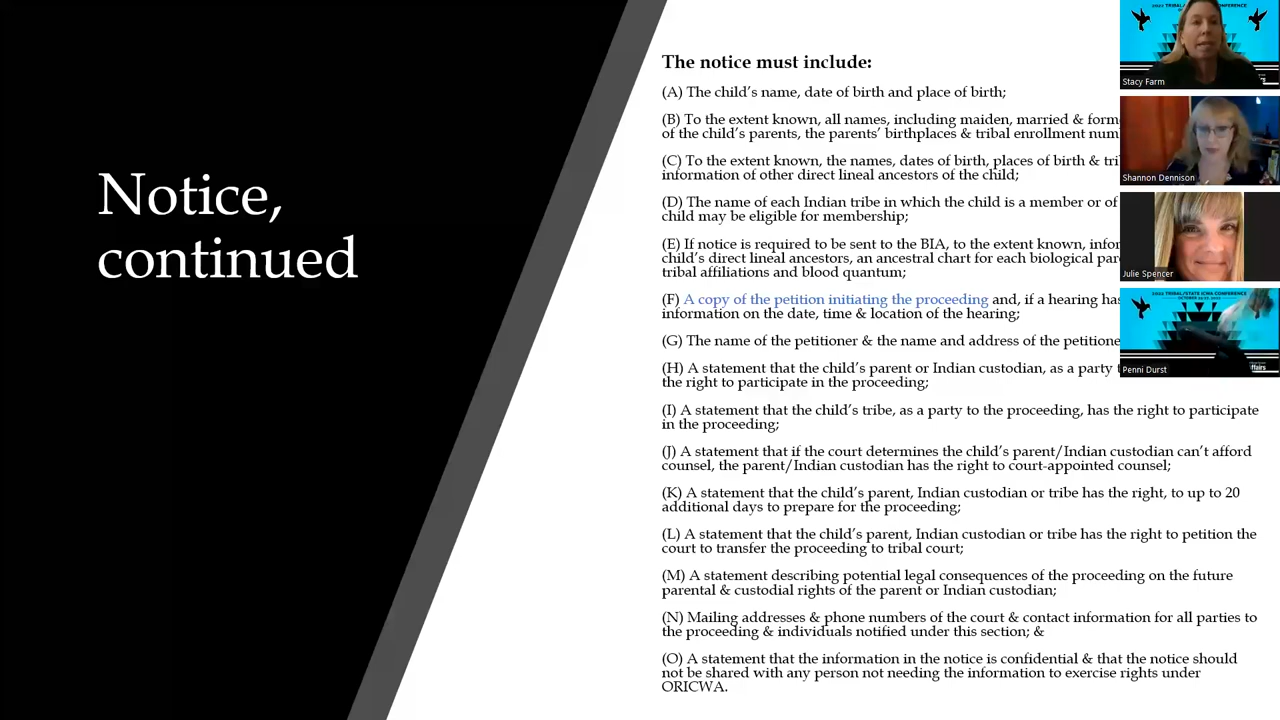 Notice,
continued
The notice must include:
(A) The child's name, date of birth and place of birth;
(B) To the extent known, all names, including maiden, married &
of the child's parents, the parents' birthplaces & tribal enrollment
(C) To the extent known, the names, dates of birth, places of birth &
information of other direct lineal ancestors of the child;
(D) The name of each Indian tribe in which the child is a member or of
child may be eligible for membership;
(E) If notice is required to be sent to the BIA, to the extent known,
child's direct lineal ancestors, an ancestral chart for each biological
tribal affiliations and blood quantum;
(F) A copy of the petition initiating the proceeding and, if a hearing
information on the date, time & location of the hearing;
(G) The name of the petitioner & the name and address of the
(H) A statement that the child's parent or Indian custodian, as a party
the right to participate in the proceeding;
(I) A statement that the child's tribe, as a party to the proceeding, has the right to participate
in the proceeding;
(J) A statement that if the court determines the child's parent/Indian custodian can't afford
counsel, the parent/Indian custodian has the right to court-appointed counsel;
(K) A statement that the child's parent, Indian custodian or tribe has the right, to up to 20
additional days to prepare for the proceeding;
(L) A statement that the child's parent, Indian custodian or tribe has the right to petition the
court to transfer the proceeding to tribal court;
(M) A statement describing potential legal consequences of the proceeding on the future
parental & custodial rights of the parent or Indian custodian;
(N) Mailing addresses & phone numbers of the court & contact information for all parties to
the proceeding & individuals notified under this section; &
(O) A statement that the information in the notice is confidential & that the notice should
not be shared with any person not needing the information to exercise rights under
ORICWA.
Stacy Farm
Shannon Dennison
Julie Spencer
2022 TRIBAL/STATE ICWA CONFERENCE
Penni Durst